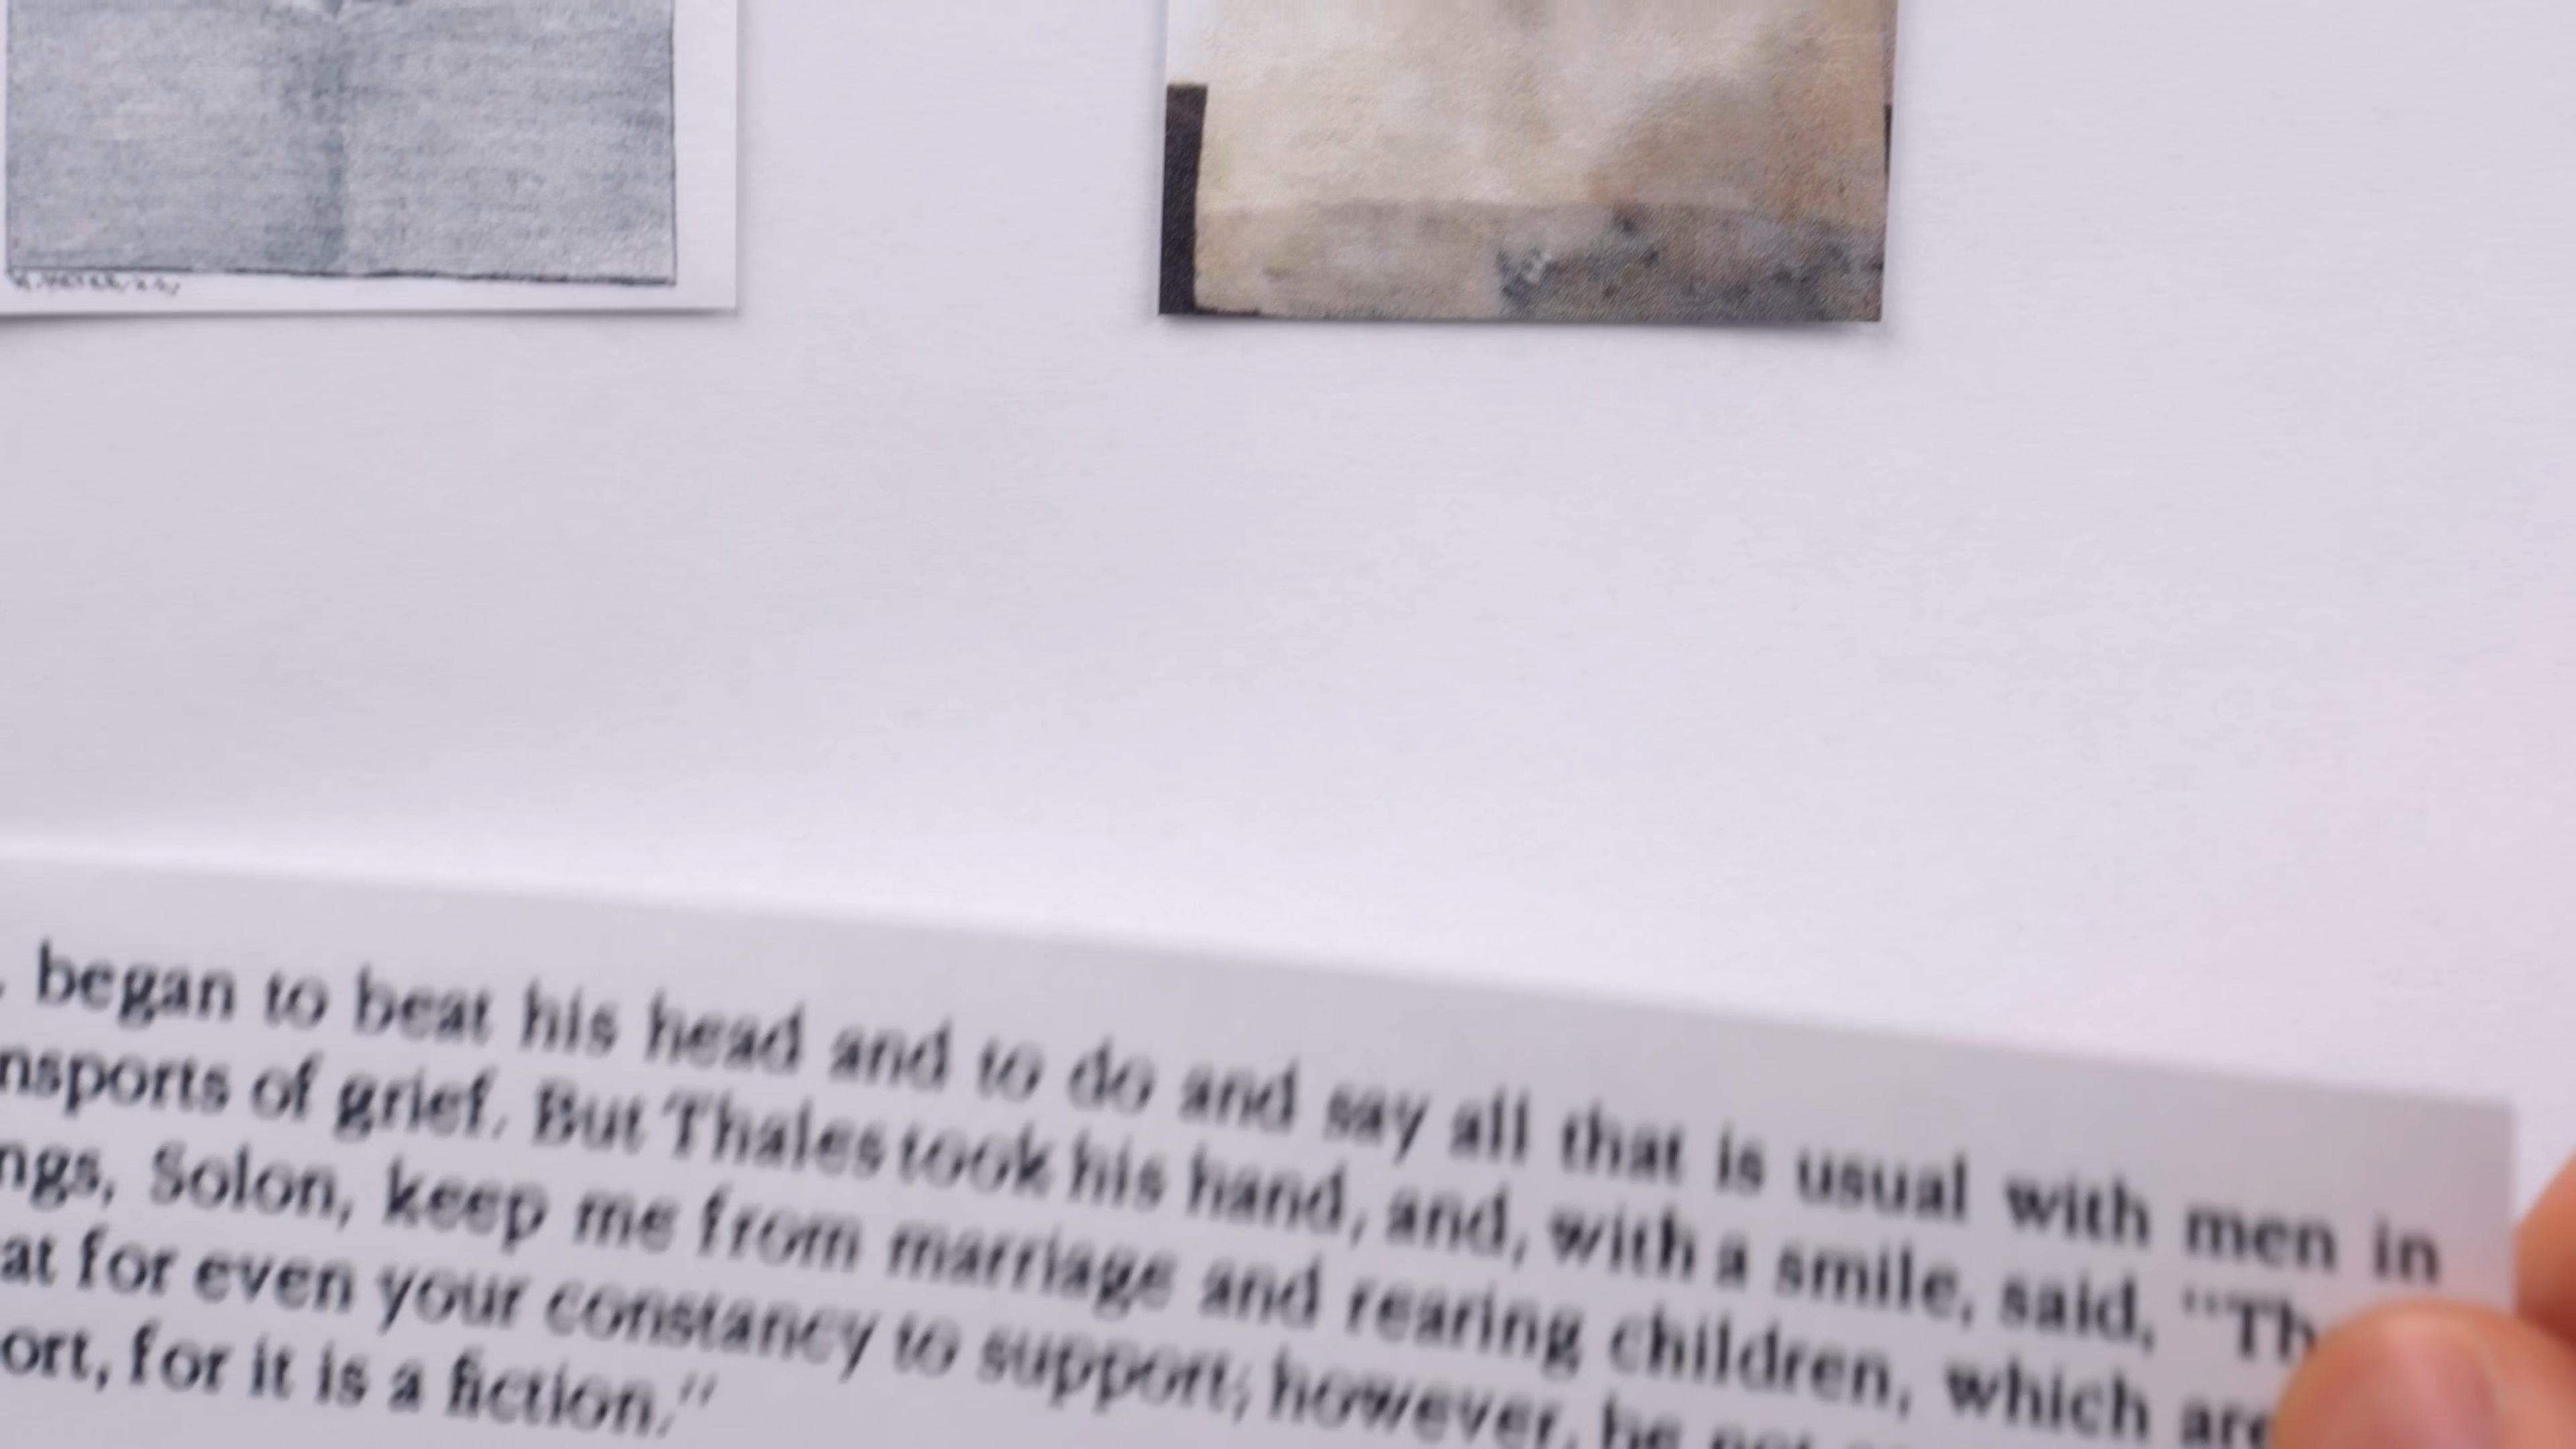 began to beat his head and to do and say all that is usual with men in
nsports of grief. But Thales took his hand, and, with a smile, said, "Th
ngs, Solon, keep me from marriage and rearing children, which are
at for even your constancy to support; however, be not
ort, for it is a fiction."